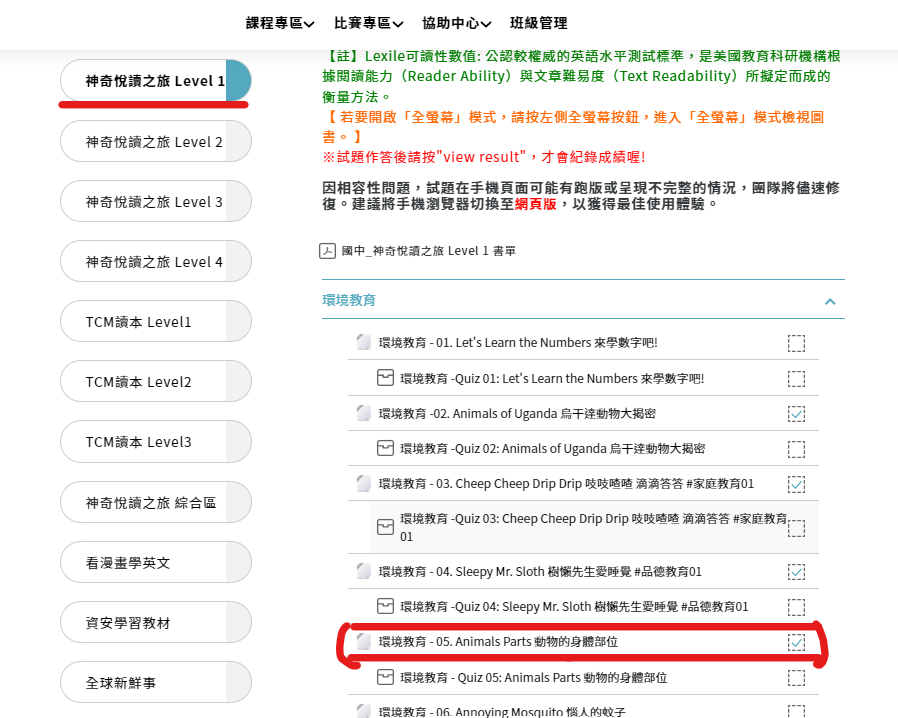 課程專區 比賽專區 協助中心 班級管理
神奇悅讀之旅 Level 1
神奇悅讀之旅 Level 2
神奇悅讀之旅 Level 3
神奇悅讀之旅 Level 4
TCM讀本 Level1
TCM讀本 Level2
TCM讀本 Level3
神奇悅讀之旅 綜合區
看漫畫學英文
資安學習教材
全球新鮮事
【註】Lexile可讀性數值: 公認較權威的英語水平測試標準，是美國教育科研機構根
據閱讀能力（Reader Ability）與文章難易度（Text Readability）所擬定而成的
衡量方法。
【 若要開啟「全螢幕」模式，請按左側全螢幕按鈕，進入「全螢幕」模式檢視圖
書。 】
※試題作答後請按"view result"，才會紀錄成績喔!
因相容性問題，試題在手機頁面可能有跑版或呈現不完整的情況，團隊將儘速修
復。建議將手機瀏覽器切換至網頁版，以獲得最佳使用體驗。
國中_神奇悅讀之旅 Level 1 書單
環境教育
環境教育 - 01. Let's Learn the Numbers 來學數字吧!
環境教育 -Quiz 01: Let's Learn the Numbers 來學數字吧!
環境教育 -02. Animals of Uganda 烏干達動物大揭密
環境教育 -Quiz 02: Animals of Uganda 烏干達動物大揭密
環境教育 - 03. Cheep Cheep Drip Drip 吱吱喳喳 滴滴答答 #家庭教育01
環境教育 -Quiz 03: Cheep Cheep Drip Drip 吱吱喳喳 滴滴答答 #家庭教育
01
環境教育 - 04. Sleepy Mr. Sloth 樹懶先生愛睡覺 #品德教育01
環境教育 -Quiz 04: Sleepy Mr. Sloth 樹懶先生愛睡覺 #品德教育01
環境教育 - 05. Animals Parts 動物的身體部位
環境教育 - Quiz 05: Animals Parts 動物的身體部位
環境教育 - 06. Annoying Mosquito 惱人的蚊子